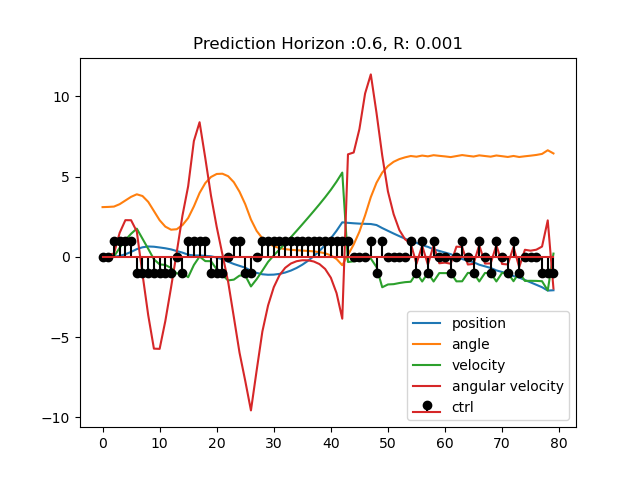 Prediction Horizon :0.6, R: 0.001
10
5
0
−5
−10
position
angle
velocity
angular velocity
ctrl
0 10 20 30 40 50 60 70 80